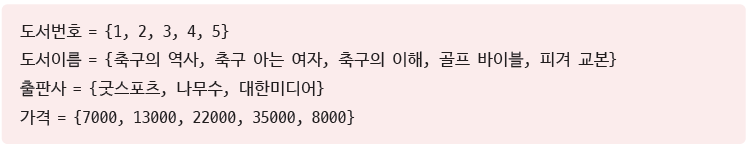 도서번호 = {1, 2, 3, 4, 5}
도서이름 = {축구의 역사, 축구 아는 여자, 축구의 이해, 골프 바이블, 피겨 교본}
출판사 = {굿스포츠, 나무수, 대한미디어}
가격 = {7000, 13000, 22000, 35000, 8000}